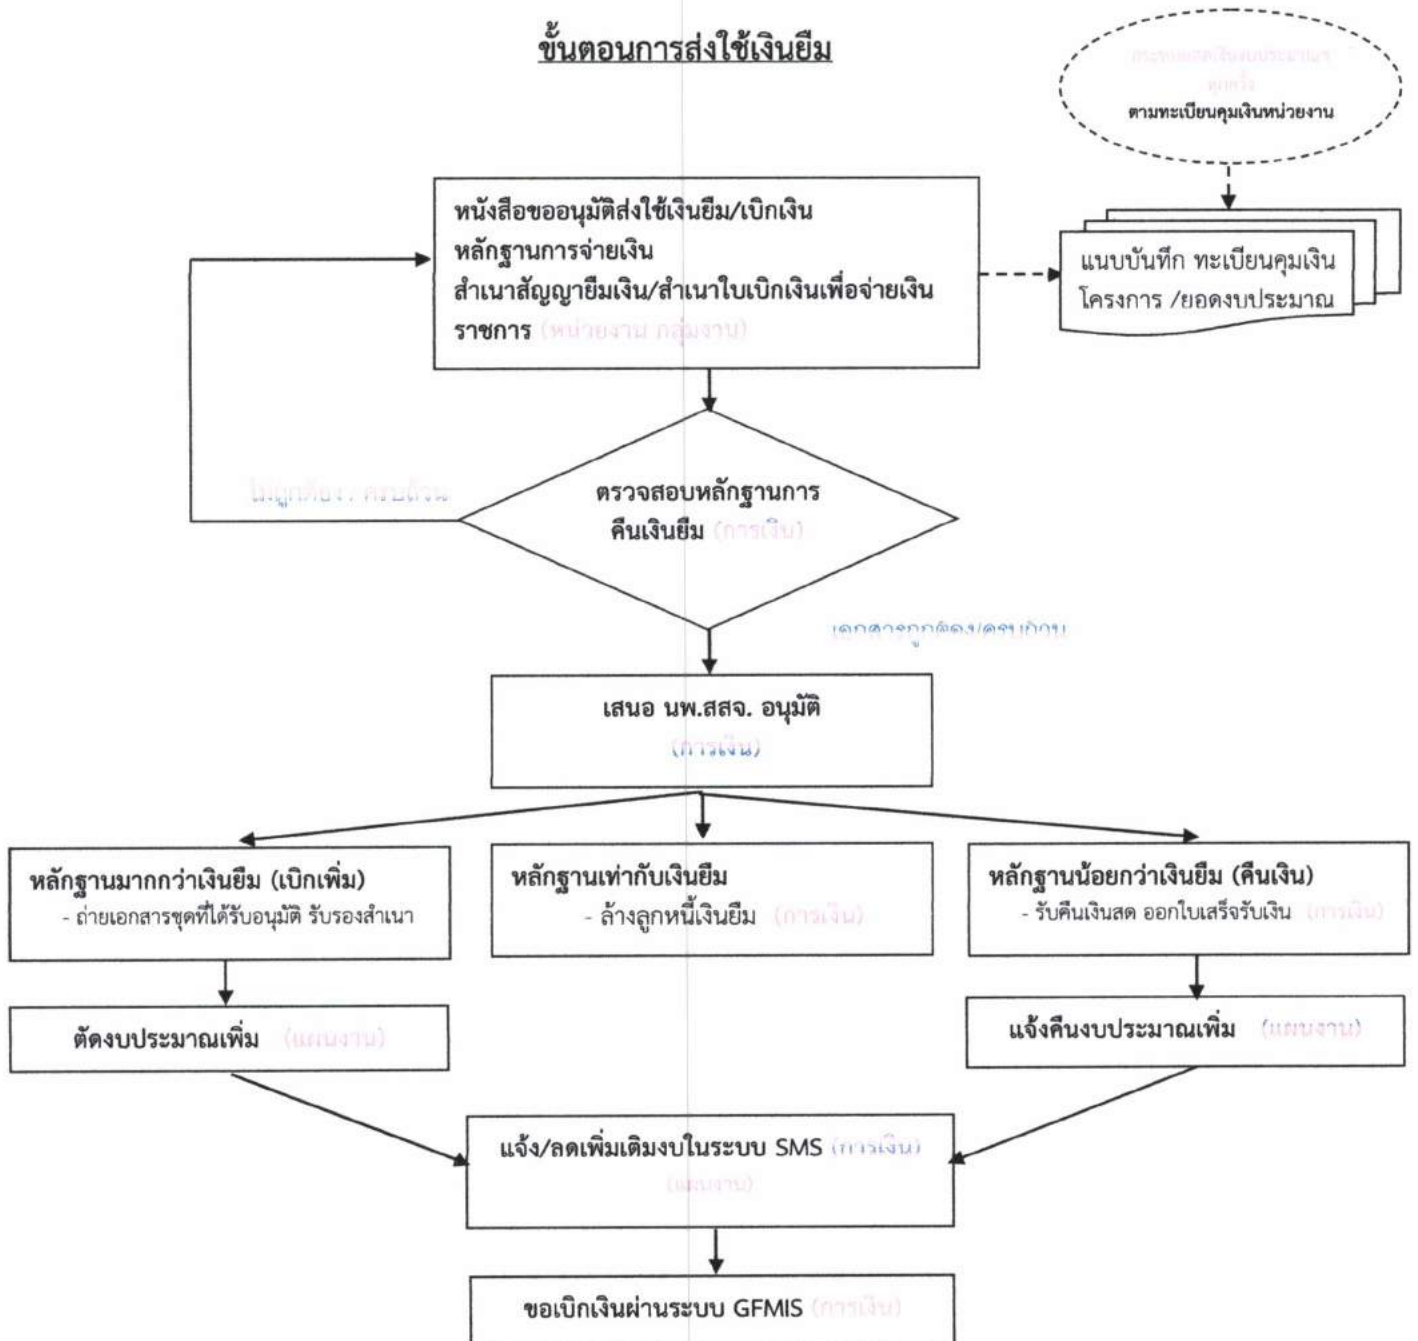 ขั้นตอนการส่งใช้เงินยืม
ทุกครั้ง
ตามทะเบียนคุมเงินหน่วยงาน
หนังสือขออนุมัติส่งใช้เงินยืม/เบิกเงิน
หลักฐานการจ่ายเงิน
สำเนาสัญญายืมเงิน/สำเนาใบเบิกเงินเพื่อจ่ายเงิน
ราชการ (หน่วยงาน กลุ่มงาน)
แนบบันทึก ทะเบียนคุมเงิน
โครงการ /ยอดงบประมาณ
ไม่ถูกต้อง ครบถ้วน
ตรวจสอบหลักฐานการ
คืนเงินยืม (การเงิน)
เอกสารถูกต้อง/ครบถ้วน
เสนอ นพ.สสจ. อนุมัติ
(การเงิน)
หลักฐานมากกว่าเงินยืม (เบิกเพิ่ม)
- ถ่ายเอกสารชุดที่ได้รับอนุมัติ รับรองสำเนา
หลักฐานเท่ากับเงินยืม
- ล้างลูกหนี้เงินยืม (การเงิน)
หลักฐานน้อยกว่าเงินยืม (คืนเงิน)
- รับคืนเงินสด ออกใบเสร็จรับเงิน (การเงิน)
ตัดงบประมาณเพิ่ม (แผนงาน)
แจ้งคืนงบประมาณเพิ่ม (แผนงาน)
แจ้ง/ลดเพิ่มเติมงบในระบบ SMS (การเงิน)
(แผนงาน)
ขอเบิกเงินผ่านระบบ GFMIS (การเงิน)